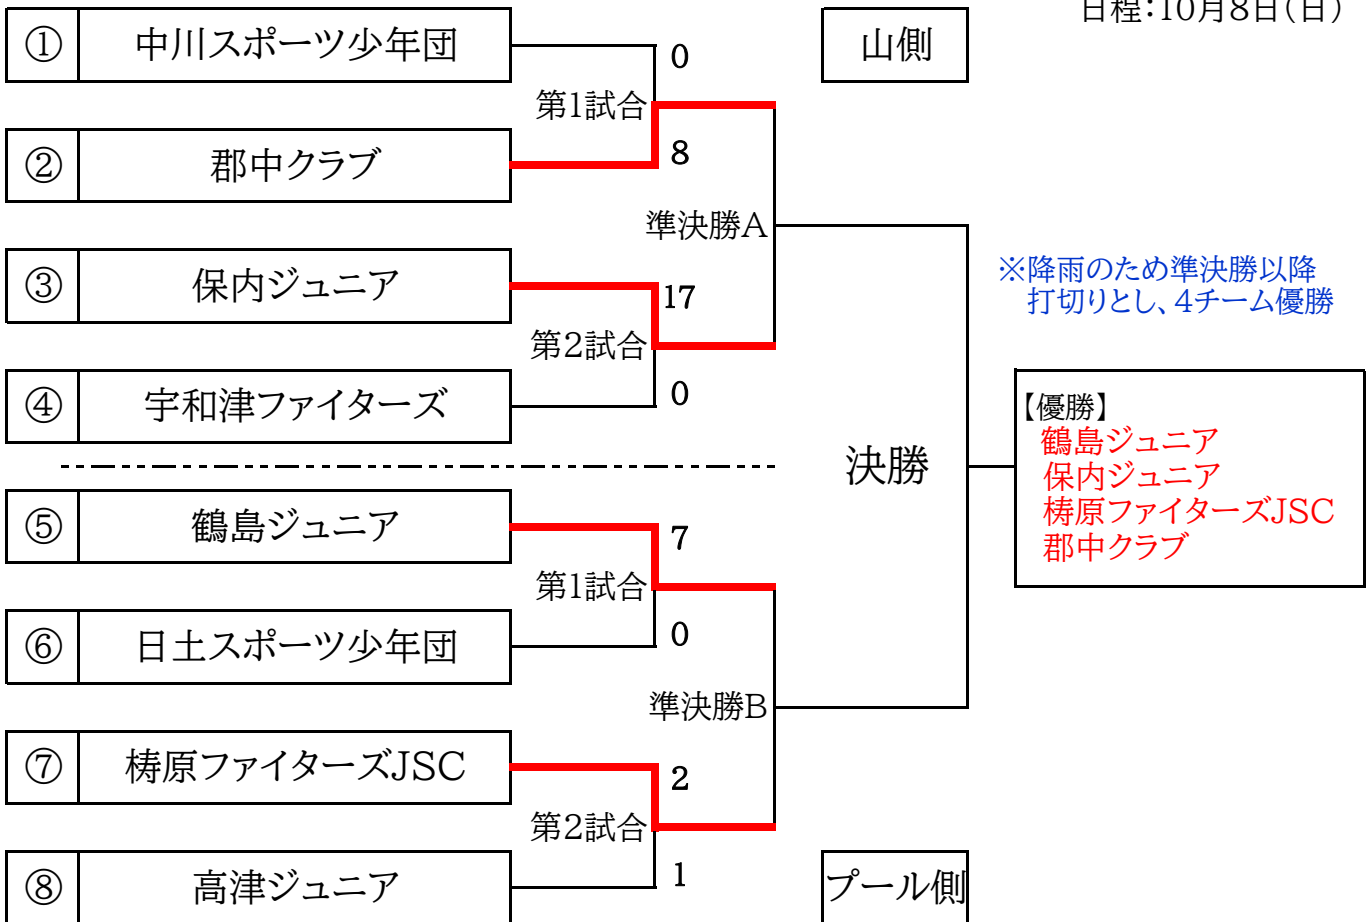 日程：10月8日（日）
① 中川スポーツ少年団
0
山側
第1試合
② 郡中クラブ
8
準決勝A
③ 保内ジュニア
17
※降雨のため準決勝以降
打切りとし、4チーム優勝
第2試合
④ 宇和津ファイターズ
0
決勝
【優勝】
鶴島ジュニア
保内ジュニア
梼原ファイターズJSC
郡中クラブ
⑤ 鶴島ジュニア
7
第1試合
⑥ 日土スポーツ少年団
0
準決勝B
⑦ 梼原ファイターズJSC
2
第2試合
⑧ 高津ジュニア
1
プール側